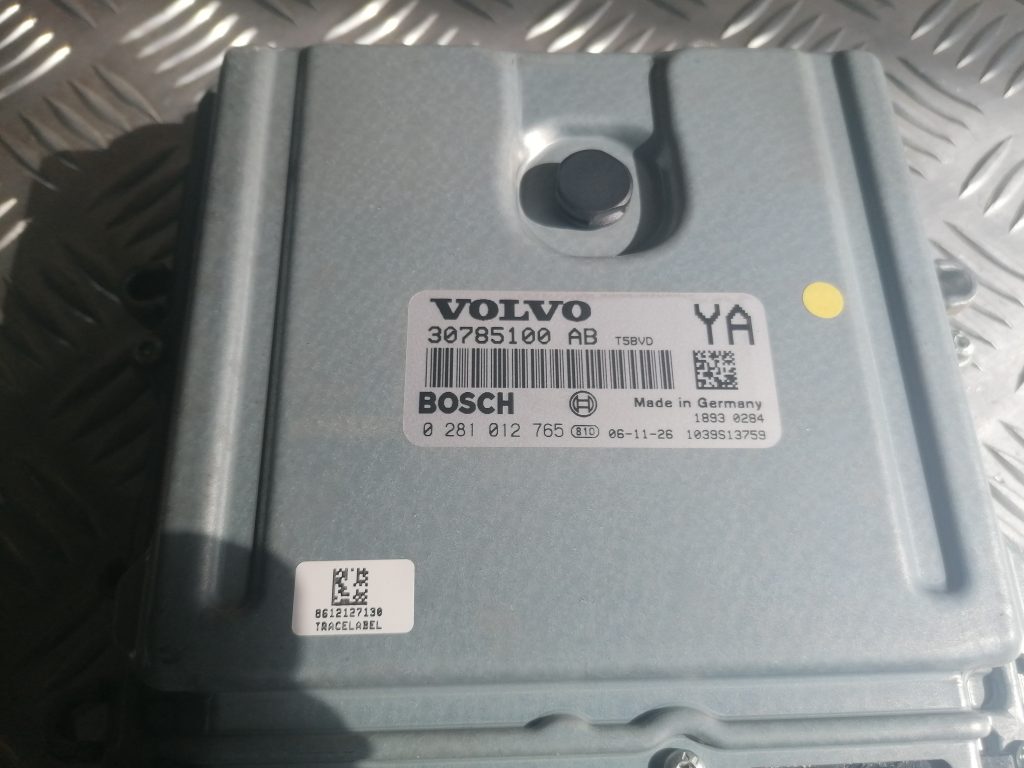 VOLVO
30785100 AB T5BVD
YA
BOSCH
Made in Germany
1893 0284
0 281 012 765 810 06-11-26 1039S13759
8612127130
TRACELABEL